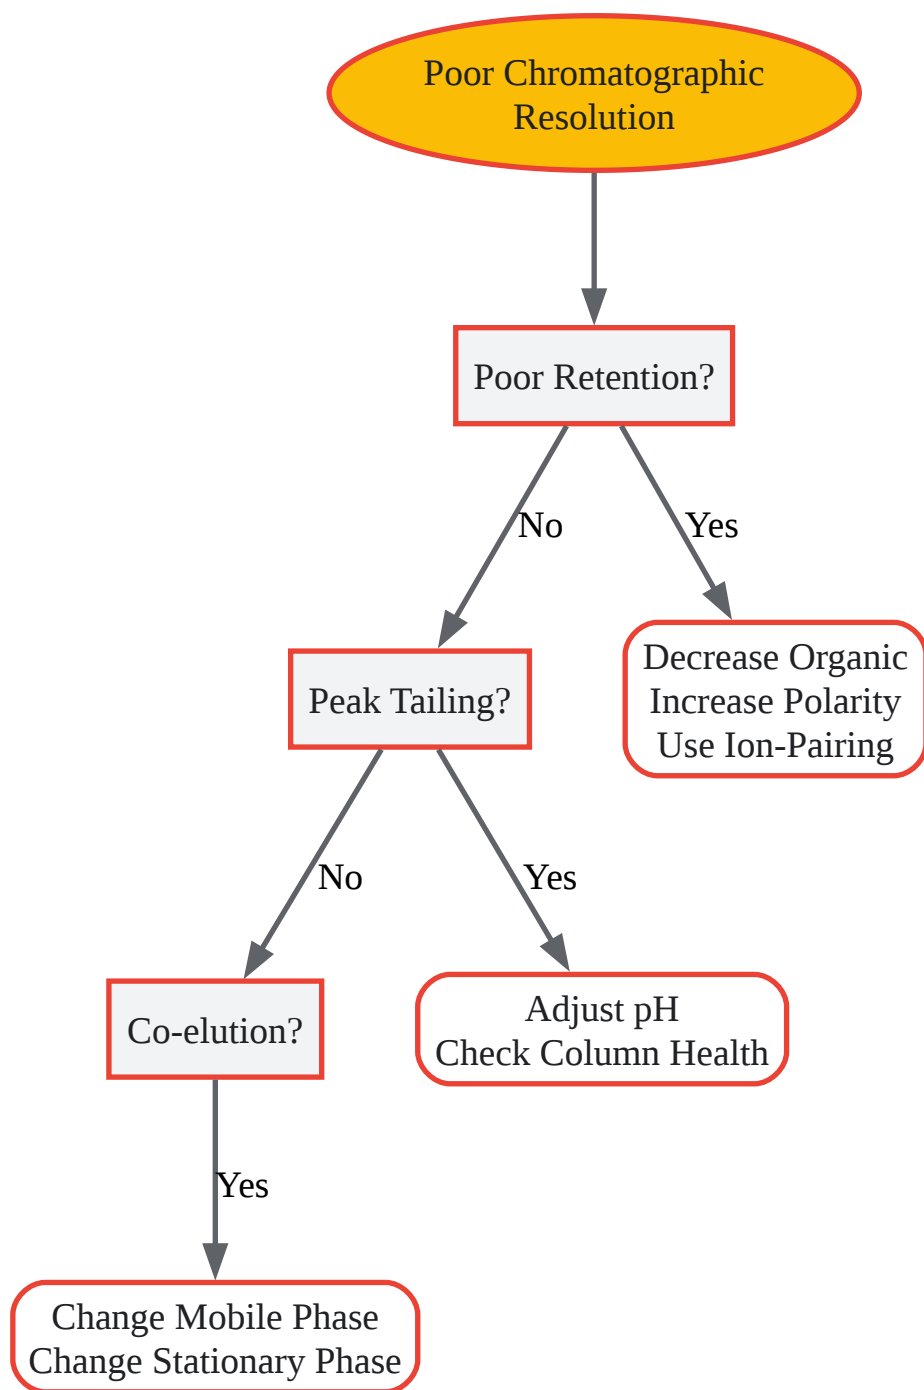 Poor Chromatographic
Resolution
Poor Retention?
No
Yes
Decrease Organic
Increase Polarity
Use Ion-Pairing
Peak Tailing?
No
Yes
Adjust pH
Check Column Health
Co-elution?
Yes
Change Mobile Phase
Change Stationary Phase